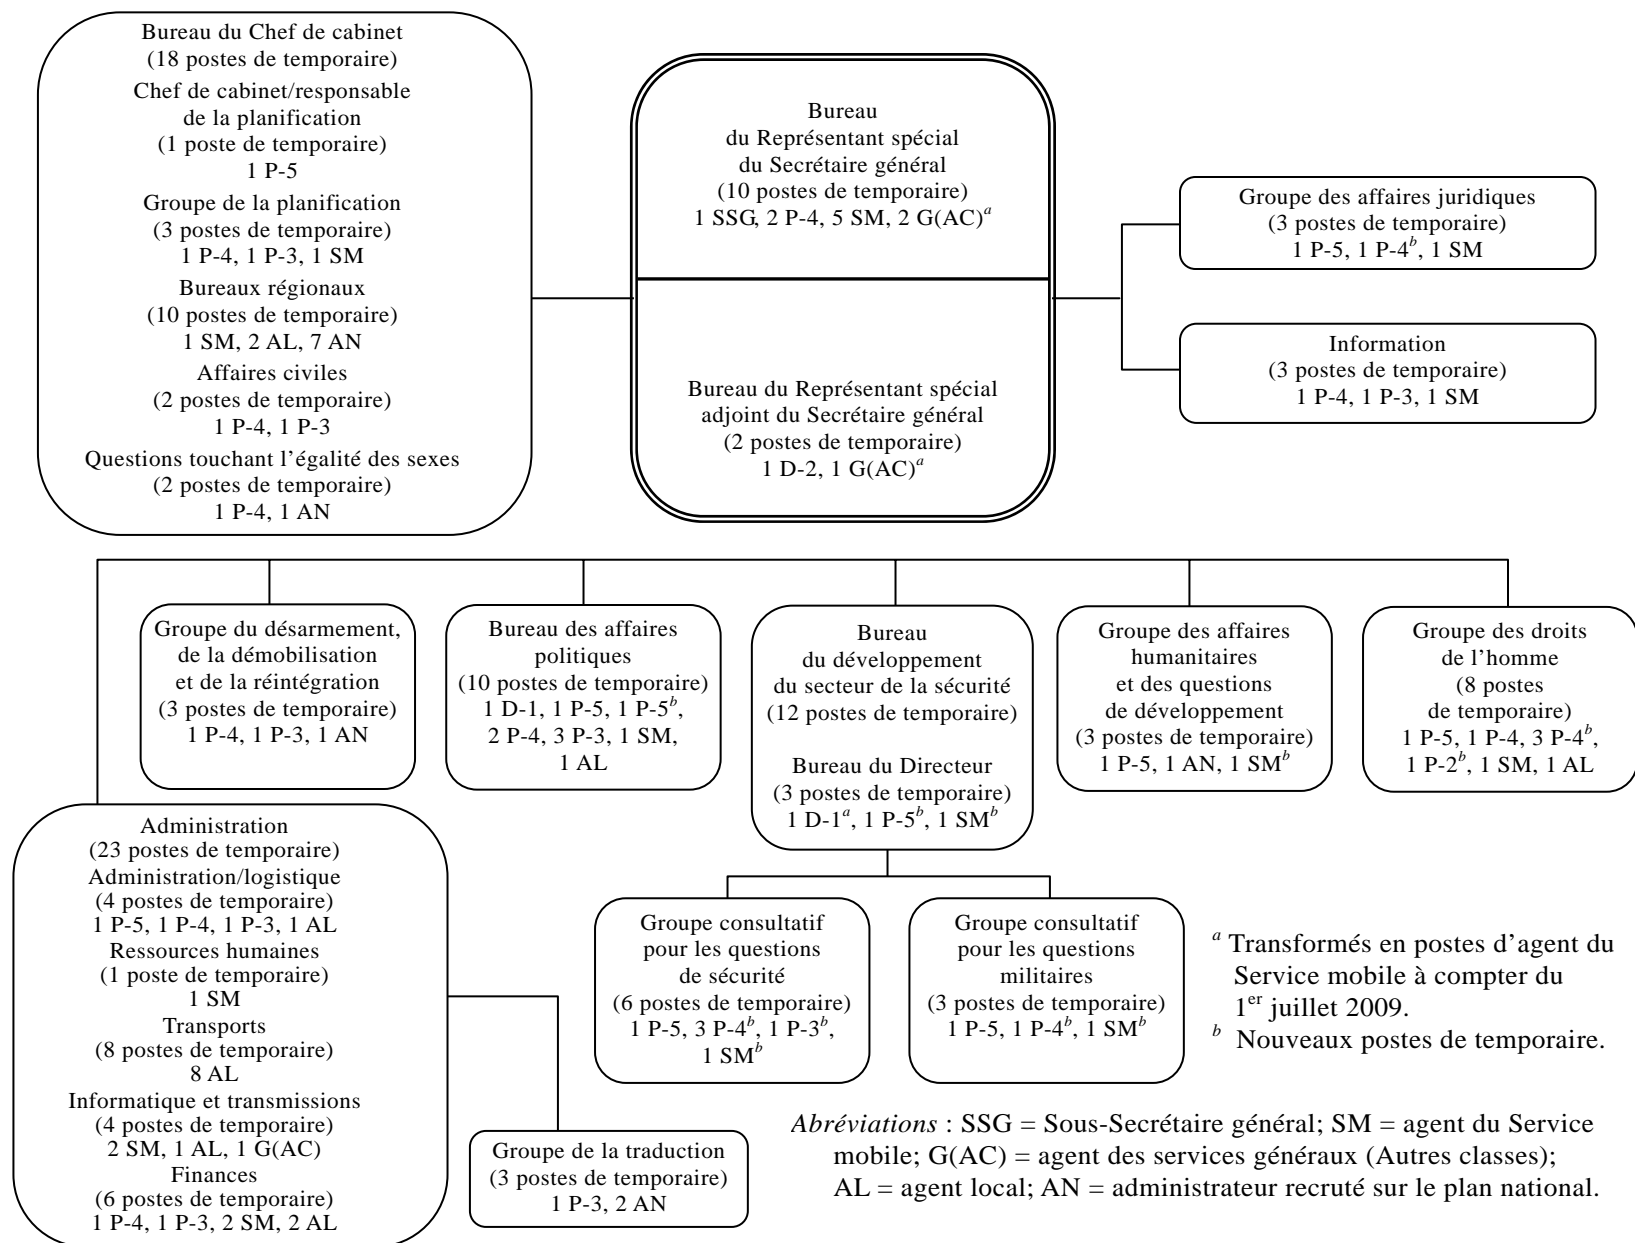 Bureau du Chef de cabinet
(18 postes de temporaire)
Chef de cabinet/responsable
de la planification
(1 poste de temporaire)
1 P-5
Groupe de la planification
(3 postes de temporaire)
1 P-4, 1 P-3, 1 SM
Bureaux régionaux
(10 postes de temporaire)
1 SM, 2 AL, 7 AN
Affaires civiles
(2 postes de temporaire)
1 P-4, 1 P-3
Questions touchant l’égalité des sexes
(2 postes de temporaire)
1 P-4, 1 AN
Bureau
du Représentant spécial
du Secrétaire général
(10 postes de temporaire)
1 SSG, 2 P-4, 5 SM, 2 G(AC)a
Bureau du Représentant spécial
adjoint du Secrétaire général
(2 postes de temporaire)
1 D-2, 1 G(AC)a
Groupe des affaires juridiques
(3 postes de temporaire)
1 P-5, 1 P-4b, 1 SM
Information
(3 postes de temporaire)
1 P-4, 1 P-3, 1 SM
Groupe du désarmement,
de la démobilisation
et de la réintégration
(3 postes de temporaire)
1 P-4, 1 P-3, 1 AN
Bureau des affaires
politiques
(10 postes de temporaire)
1 D-1, 1 P-5, 1 P-5b,
2 P-4, 3 P-3, 1 SM,
1 AL
Bureau
du développement
du secteur de la sécurité
(12 postes de temporaire)
Bureau du Directeur
(3 postes de temporaire)
1 D-1a, 1 P-5b, 1 SMb
Groupe des affaires
humanitaires
et des questions
de développement
(3 postes de temporaire)
1 P-5, 1 AN, 1 SMb
Groupe des droits
de l’homme
(8 postes
de temporaire)
1 P-5, 1 P-4, 3 P-4b,
1 P-2b, 1 SM, 1 AL
Administration
(23 postes de temporaire)
Administration/logistique
(4 postes de temporaire)
1 P-5, 1 P-4, 1 P-3, 1 AL
Ressources humaines
(1 poste de temporaire)
1 SM
Transports
(8 postes de temporaire)
8 AL
Informatique et transmissions
(4 postes de temporaire)
2 SM, 1 AL, 1 G(AC)
Finances
(6 postes de temporaire)
1 P-4, 1 P-3, 2 SM, 2 AL
Groupe de la traduction
(3 postes de temporaire)
1 P-3, 2 AN
Groupe consultatif
pour les questions
de sécurité
(6 postes de temporaire)
1 P-5, 3 P-4b, 1 P-3b,
1 SMb
Groupe consultatif
pour les questions
militaires
(3 postes de temporaire)
1 P-5, 1 P-4b, 1 SMb
a Transformés en postes d’agent du
Service mobile à compter du
1er juillet 2009.
b Nouveaux postes de temporaire.
Abréviations : SSG = Sous-Secrétaire général; SM = agent du Service
mobile; G(AC) = agent des services généraux (Autres classes);
AL = agent local; AN = administrateur recruté sur le plan national.